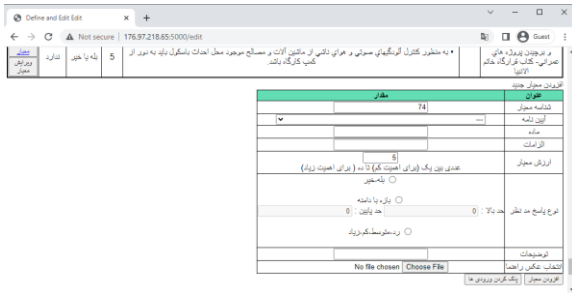 Define and Edit Edit
Not secure | 176.97.218.65:5000/edit
Guest
و برچیدن پروژه های عمرانی- کتاب قرارگاه خاتم الانبیا
• به منظور کنترل آلودگیهای صوتی و هوای ناشی از ماشین آلات و مصالح موجود محل احداث باسکول باید به دور از کمپ کارگاه باشد.
5
بله یا خیر
ندارد
معیار
ویرایش
معیار
افزودن معیار جدید
عنوان مقدار
شناسه معیار 74
آیین نامه ---
ماده
الزامات
ارزش معیار 5
عددی بین یک (برای اهمیت کم) تا ده ( برای اهمیت زیاد)
بله-خیر
نوع پاسخ مد نظر
بازه یا دامنه
حد بالا : 0 حد پایین : 0
رد-متوسط-کم-زیاد
توضیحات
انتخاب عکس راهنما Choose File No file chosen
افزودن معیار پاک کردن ورودی ها